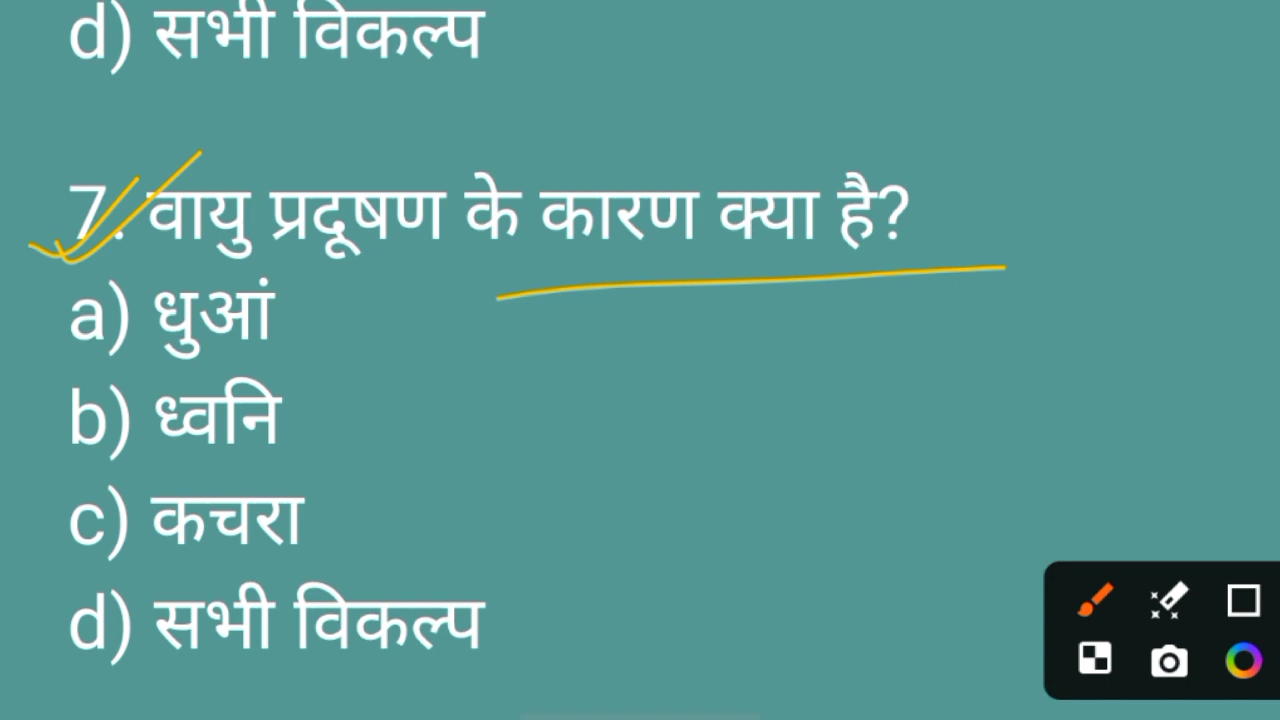 d) सभी विकल्प
7. वायु प्रदूषण के कारण क्या है?
a) धुआं
b) ध्वनि
c) कचरा
d) सभी विकल्प